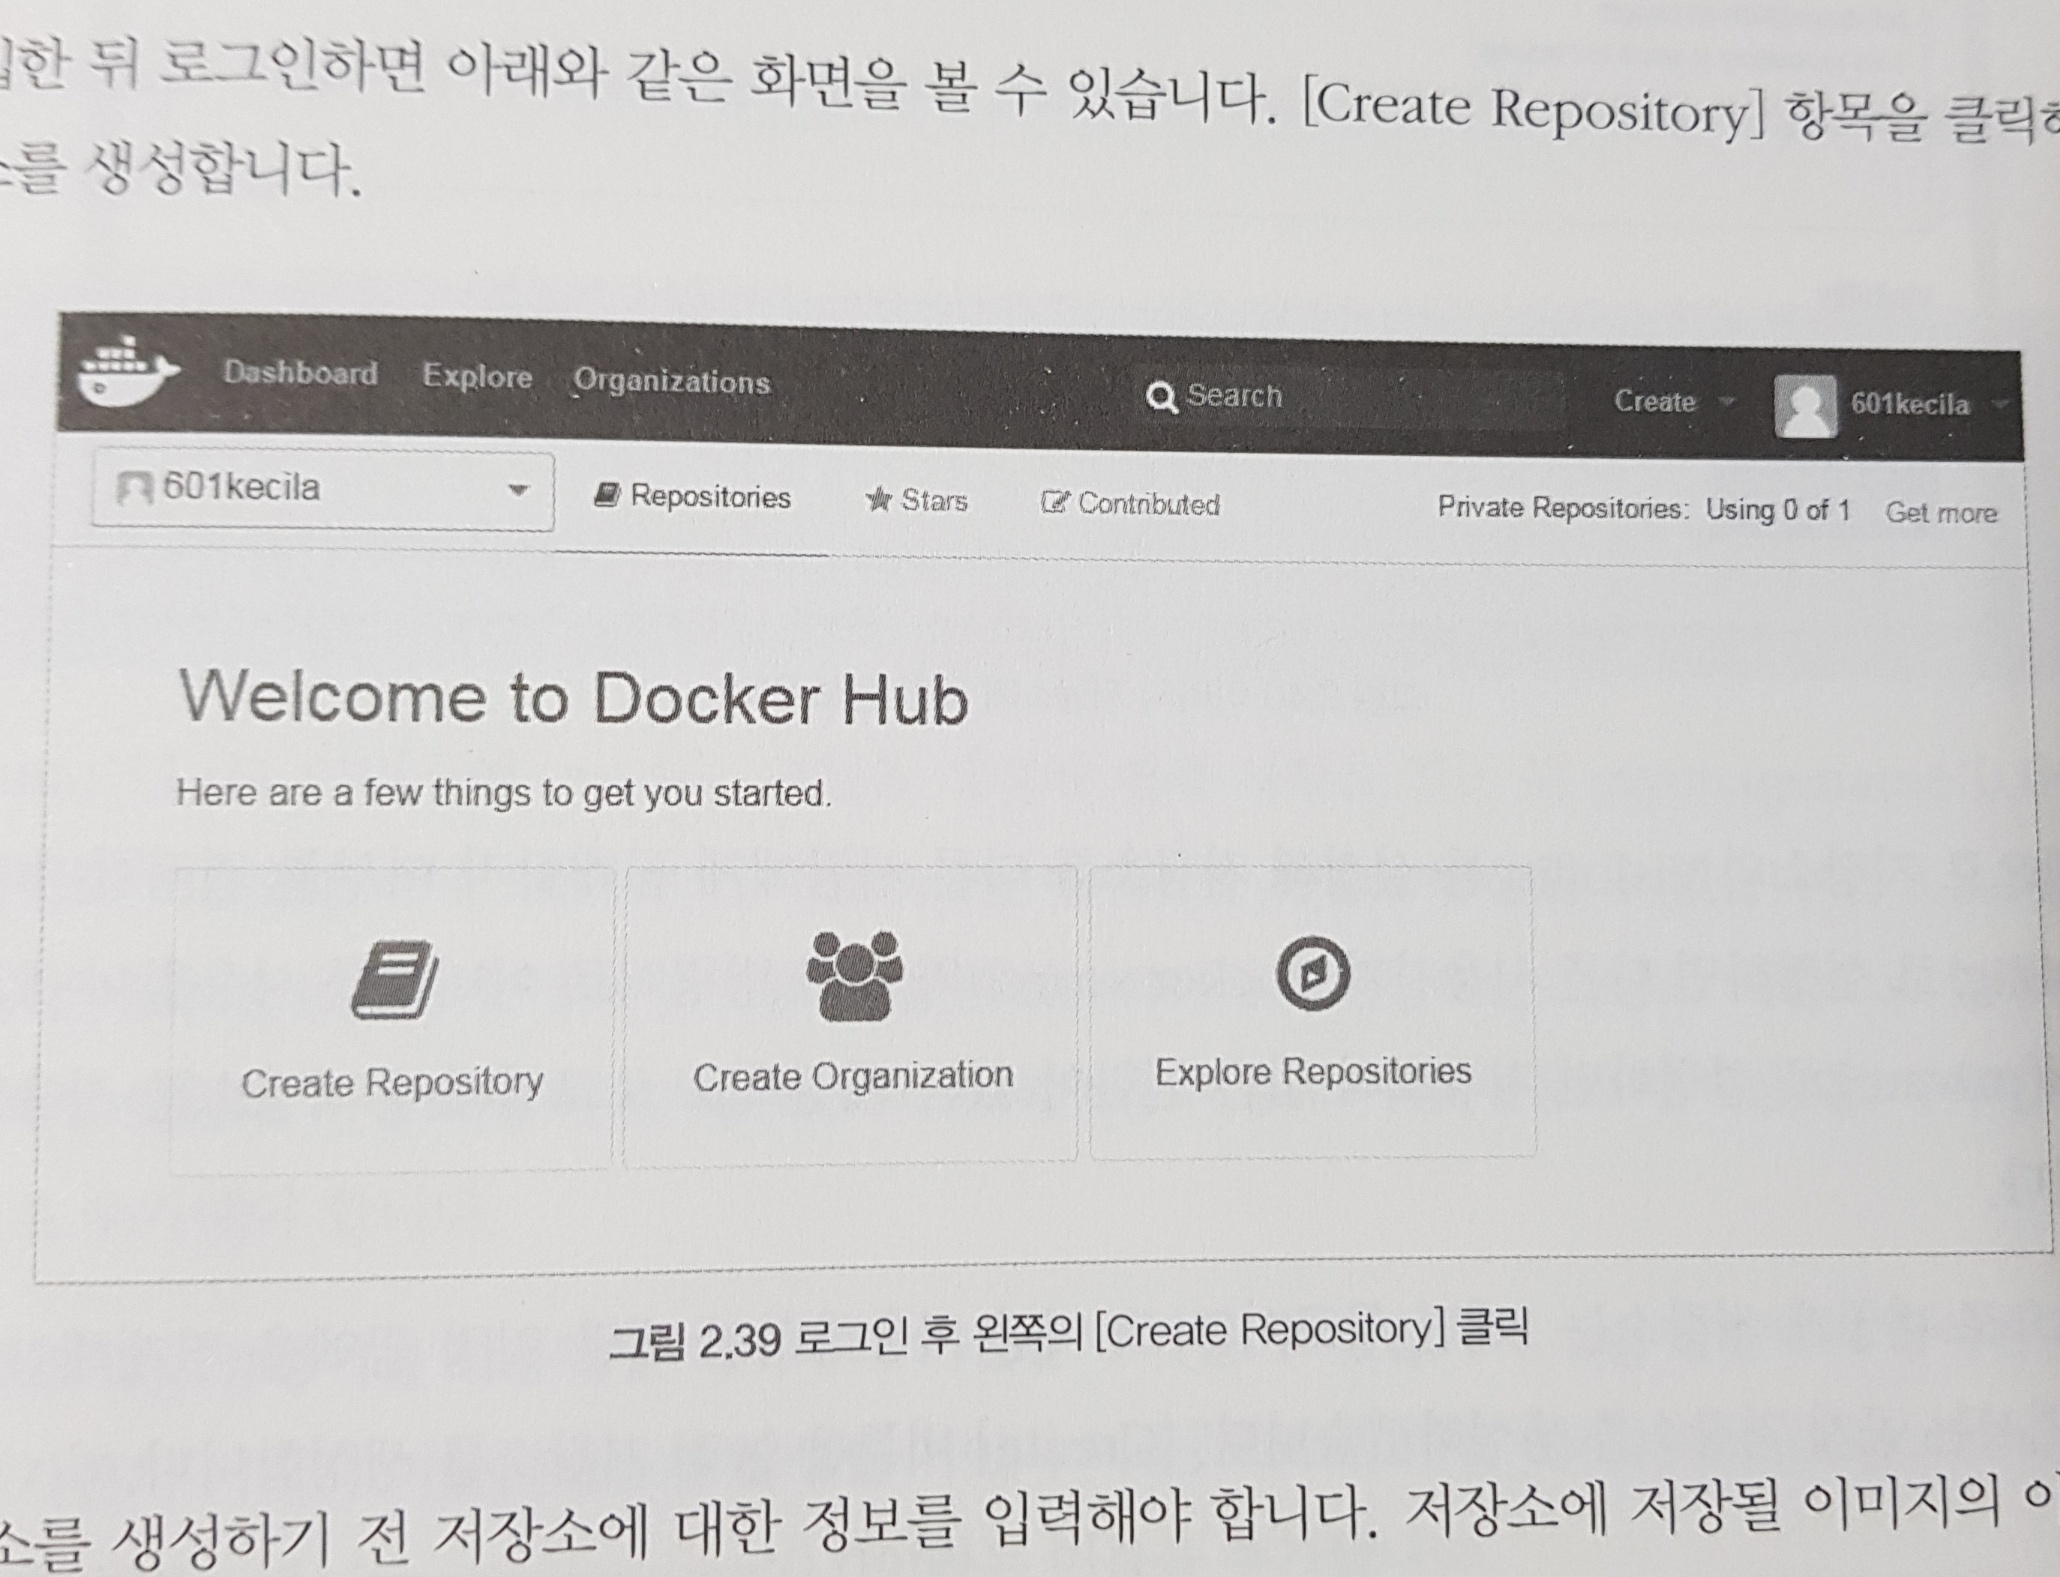 한 뒤 로그인하면 아래와 같은 화면을 볼 수 있습니다. [Create Repository] 항목을 클릭
를 생성합니다.
Dashboard Explore Organizations Search Create 601kecila
601kecila Repositories Stars Contributed Private Repositories: Using 0 of 1 Get more
Welcome to Docker Hub
Here are a few things to get you started.
Create Repository Create Organization Explore Repositories
그림 2.39 로그인 후 왼쪽의 [Create Repository] 클릭
소를 생성하기 전 저장소에 대한 정보를 입력해야 합니다. 저장소에 저장될 이미지의 이